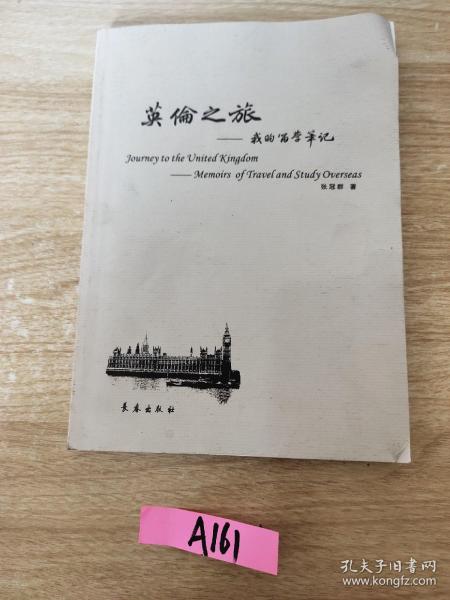 英倫之旅
——我的留学筆记
Journey to the United Kingdom
——Memoirs of Travel and Study Overseas
张冠群 著
长春出版社
A161
孔夫子旧书网
www.kongfz.com